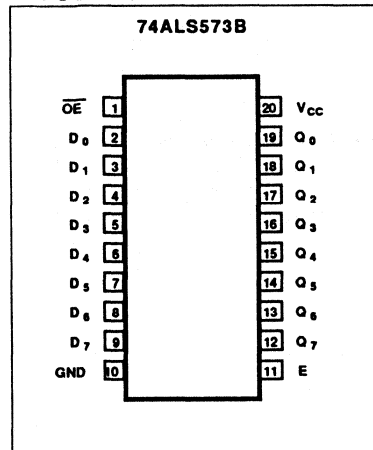 74ALS573B
OE 1 20 VCC
D0 2 19 Q0
D1 3 18 Q1
D2 4 17 Q2
D3 5 16 Q3
D4 6 15 Q4
D5 7 14 Q5
D6 8 13 Q6
D7 9 12 Q7
GND 10 11 E